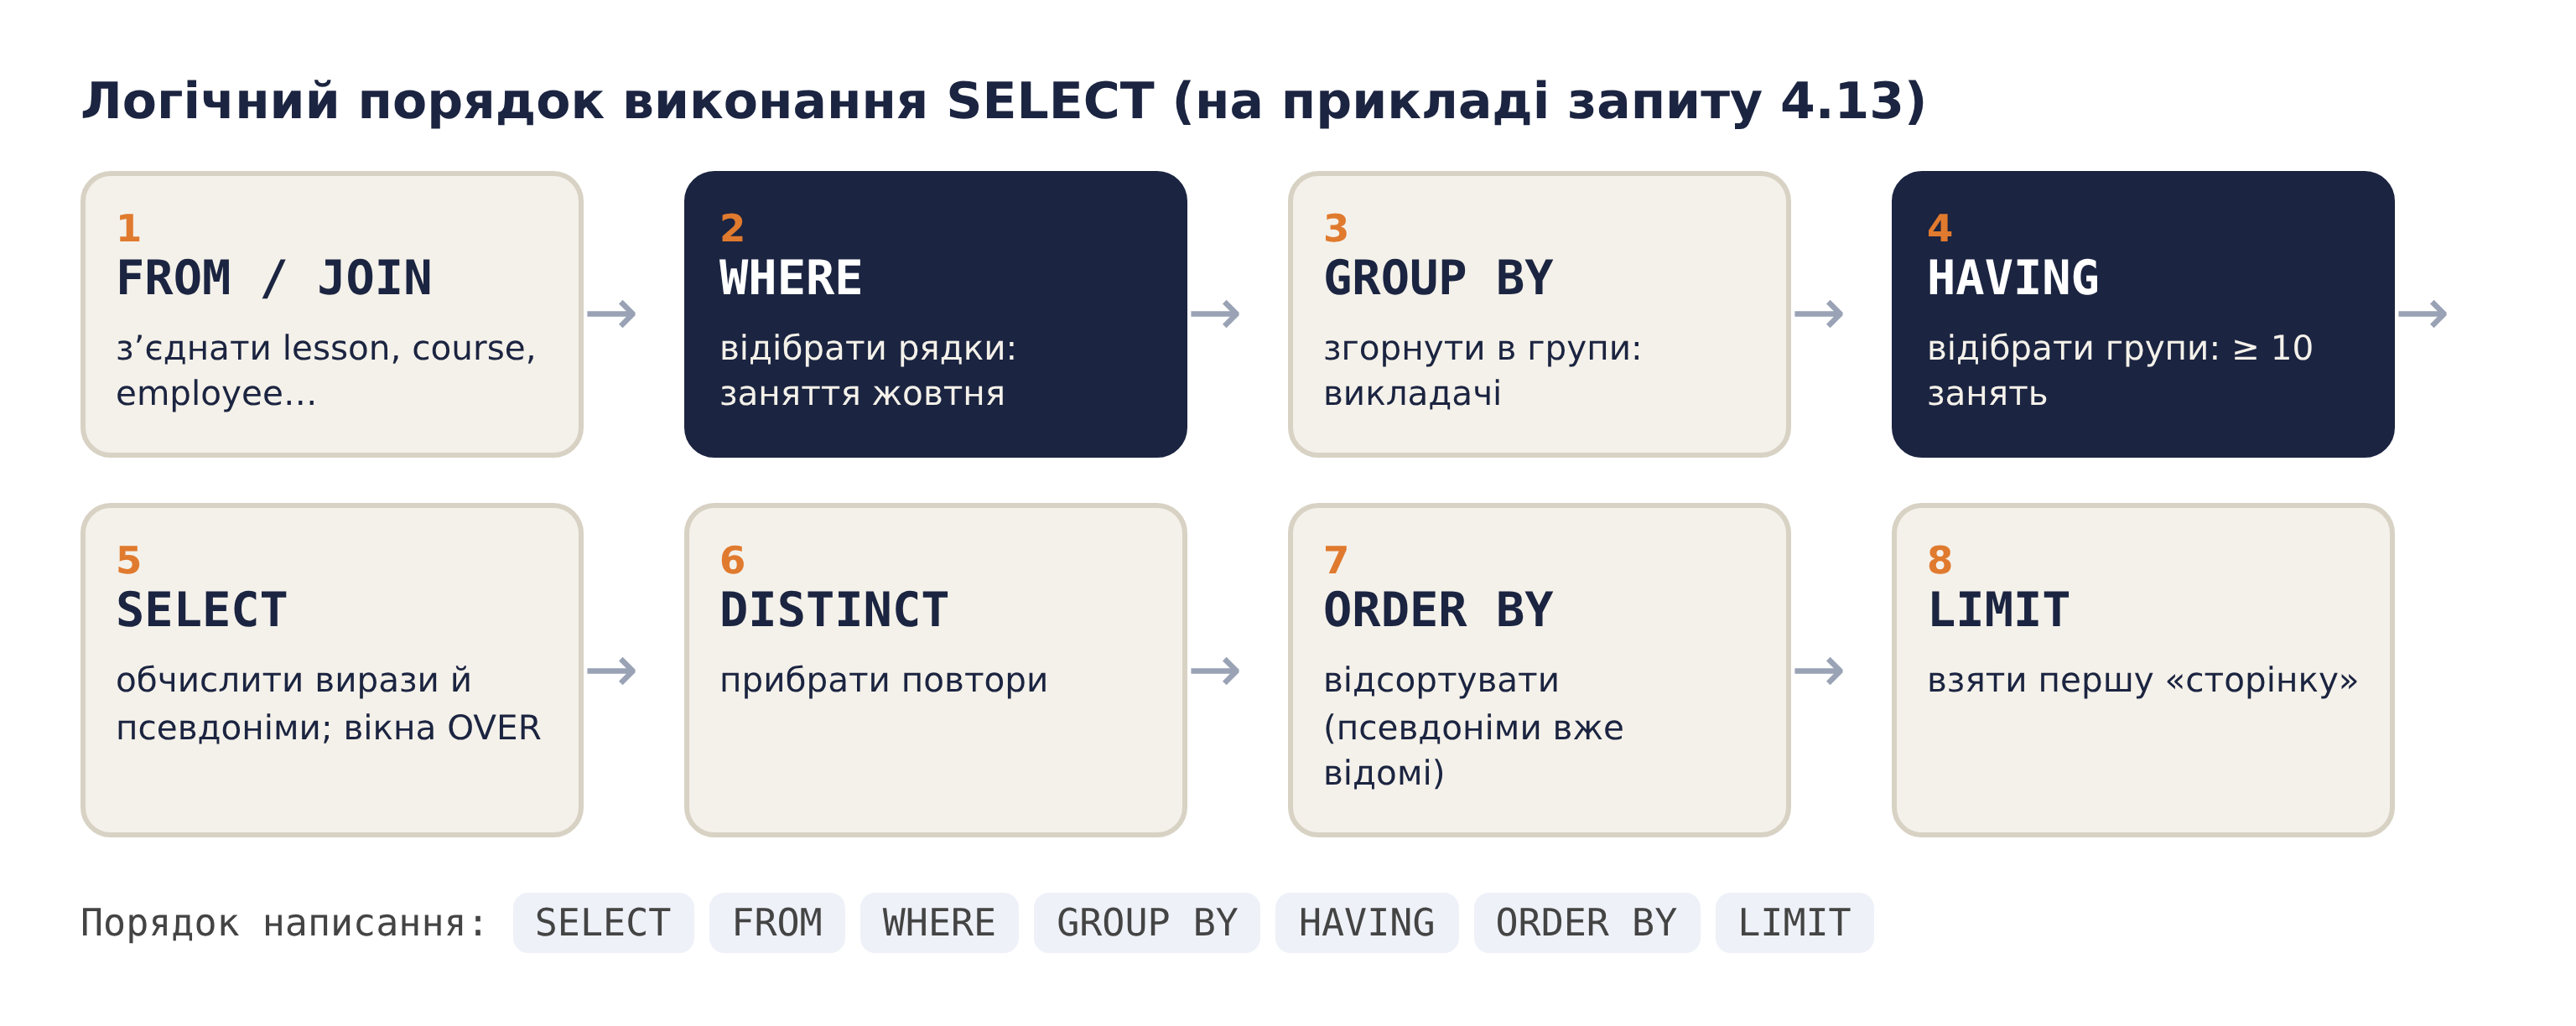 Логічний порядок виконання SELECT (на прикладі запиту 4.13)
1
FROM / JOIN
з’єднати lesson, course,
employee…
→
2
WHERE
відібрати рядки:
заняття жовтня
→
3
GROUP BY
згорнути в групи:
викладачі
→
4
HAVING
відібрати групи: ≥ 10
занять
→
5
SELECT
обчислити вирази й
псевдоніми; вікна OVER
→
6
DISTINCT
прибрати повтори
→
7
ORDER BY
відсортувати
(псевдоніми вже
відомі)
→
8
LIMIT
взяти першу «сторінку»
Порядок написання: SELECT FROM WHERE GROUP BY HAVING ORDER BY LIMIT